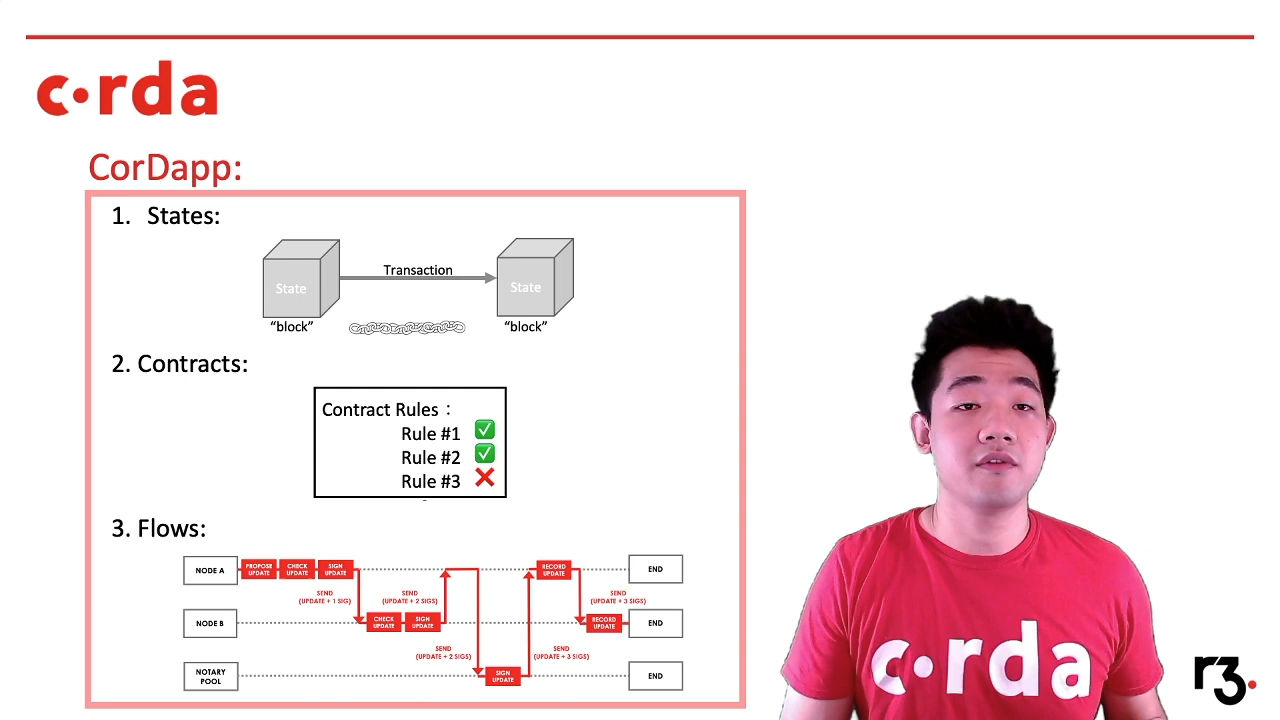 c•rda
CorDapp:
1. States:
State
Transaction
State
“block”
“block”
2. Contracts:
Contract Rules :
Rule #1
Rule #2
Rule #3
3. Flows:
NODE A
PROPOSE
UPDATE
CHECK
UPDATE
SIGN
UPDATE
RECORD
UPDATE
END
SEND
(UPDATE + 1 SIG)
SEND
(UPDATE + 2 SIGS)
SEND
(UPDATE + 3 SIGS)
NODE B
CHECK
UPDATE
SIGN
UPDATE
RECORD
UPDATE
END
SEND
(UPDATE + 2 SIGS)
SEND
(UPDATE + 3 SIGS)
NOTARY
POOL
SIGN
UPDATE
END
c•rda
r3.